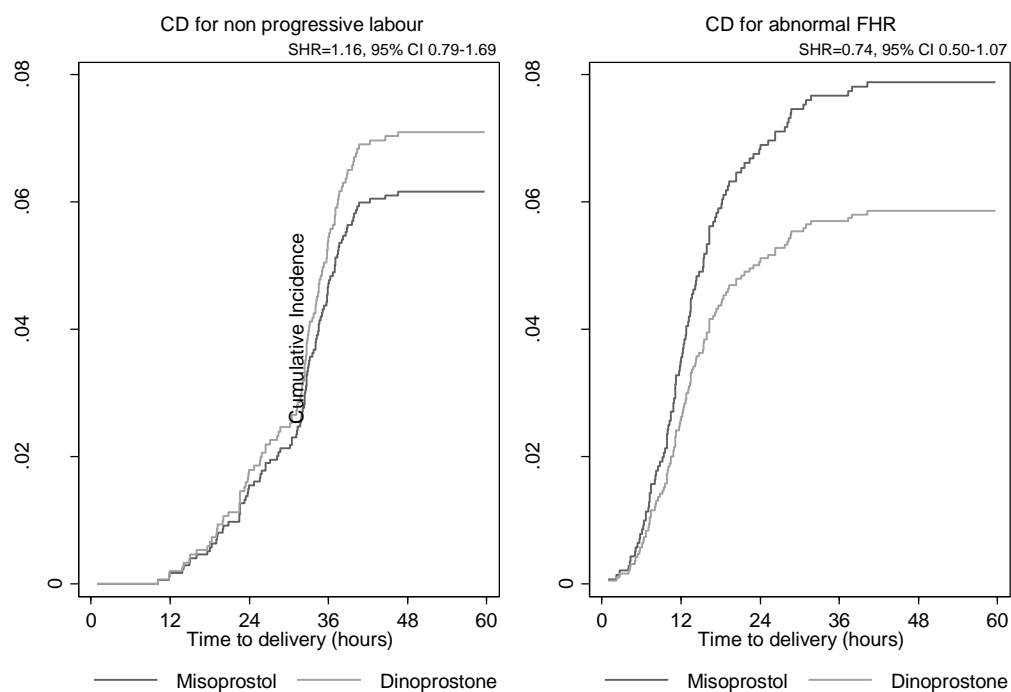 CD for non progressive labour
SHR=1.16, 95% CI 0.79-1.69
.08
.06
.04
.02
0
Cumulative Incidence
0 12 24 36 48 60
Time to delivery (hours)
Misoprostol Dinoprostone
CD for abnormal FHR
SHR=0.74, 95% CI 0.50-1.07
.08
.06
.04
.02
0
0 12 24 36 48 60
Time to delivery (hours)
Misoprostol Dinoprostone